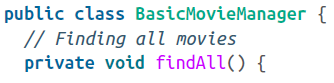 public class BasicMovieManager {
  // Finding all movies
  private void findAll() {